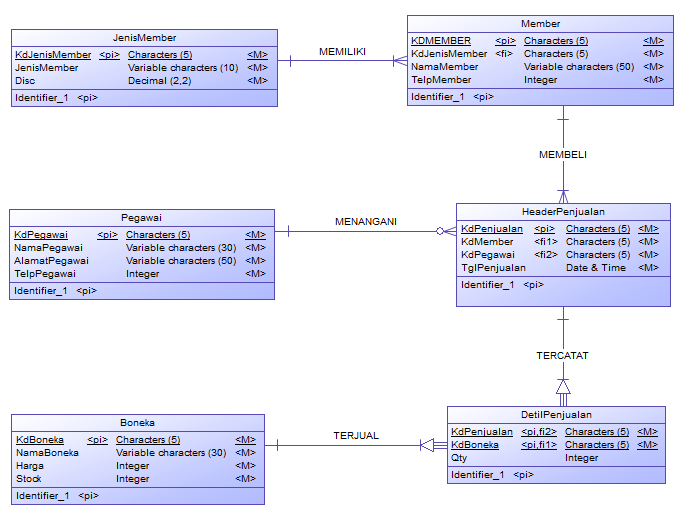 JenisMember
KdJenisMember <pi> Characters (5) <M>
JenisMember Variable characters (10) <M>
Disc Decimal (2,2) <M>
Identifier_1 <pi>
MEMILIKI
Member
KDMEMBER <pi> Characters (5) <M>
KdJenisMember <fi> Characters (5) <M>
NamaMember Variable characters (50) <M>
TelpMember Integer <M>
Identifier_1 <pi>
MEMBELI
Pegawai
KdPegawai <pi> Characters (5) <M>
NamaPegawai Variable characters (30) <M>
AlamatPegawai Variable characters (50) <M>
TelpPegawai Integer <M>
Identifier_1 <pi>
MENANGANI
HeaderPenjualan
KdPenjualan <pi> Characters (5) <M>
KdMember <fi1> Characters (5) <M>
KdPegawai <fi2> Characters (5) <M>
TglPenjualan Date & Time <M>
Identifier_1 <pi>
TERCATAT
Boneka
KdBoneka <pi> Characters (5) <M>
NamaBoneka Variable characters (30) <M>
Harga Integer <M>
Stock Integer <M>
Identifier_1 <pi>
TERJUAL
DetilPenjualan
KdPenjualan <pi,fi2> Characters (5) <M>
KdBoneka <pi,fi1> Characters (5) <M>
Qty Integer
Identifier_1 <pi>